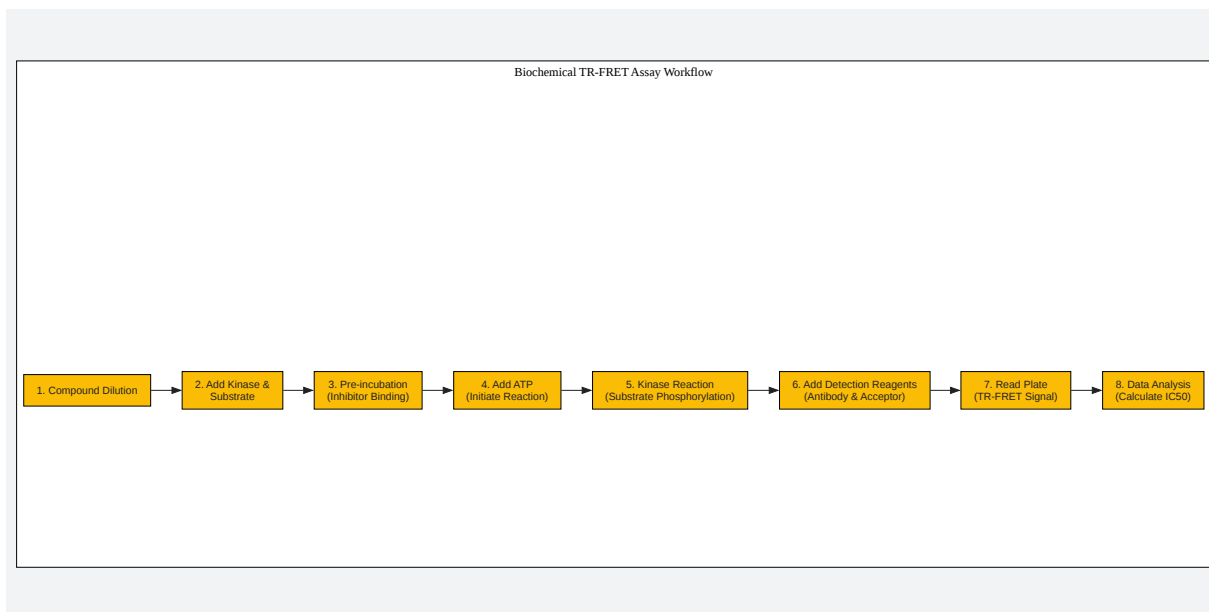 Biochemical TR-FRET Assay Workflow
1. Compound Dilution
2. Add Kinase &
Substrate
3. Pre-incubation
(Inhibitor Binding)
4. Add ATP
(Initiate Reaction)
5. Kinase Reaction
(Substrate Phosphorylation)
6. Add Detection Reagents
(Antibody & Acceptor)
7. Read Plate
(TR-FRET Signal)
8. Data Analysis
(Calculate IC50)